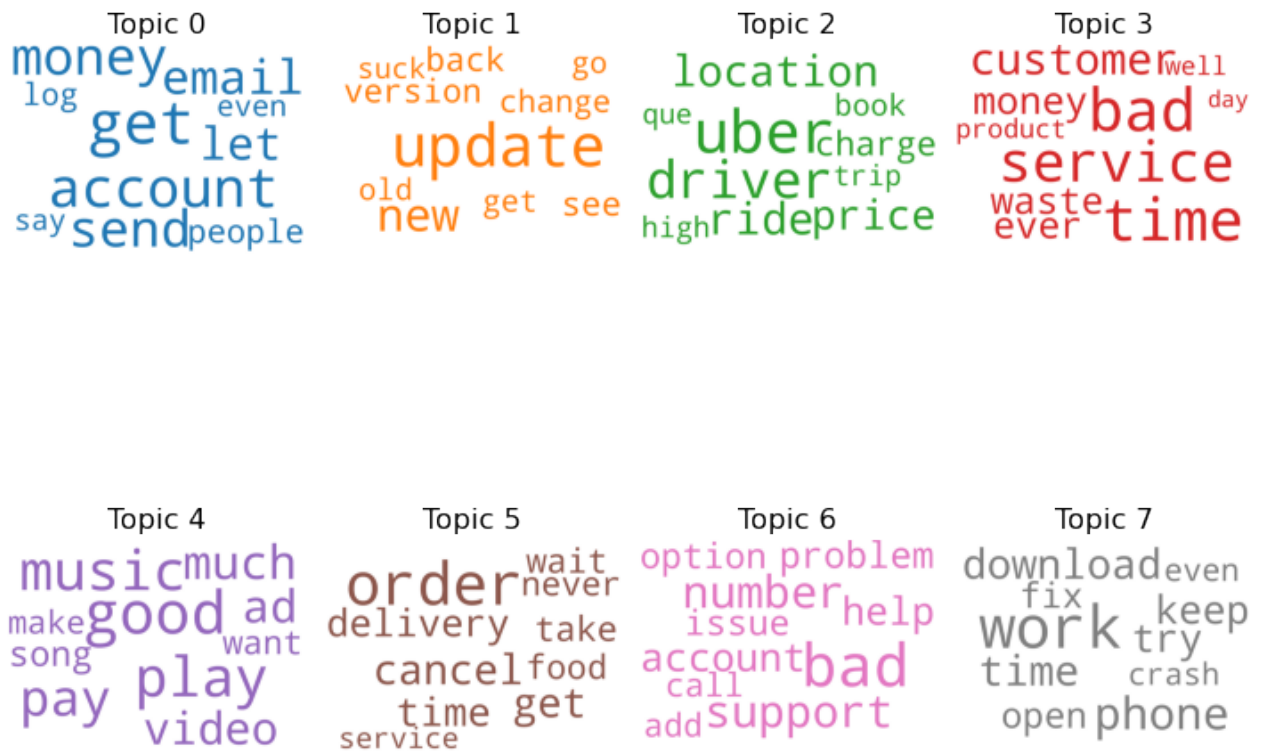 Topic 0
money email
log even
get let
account
say send people
Topic 1
suck back go
version change
update
old get see
new
Topic 2
location
que book
uber charge
driver trip
high ride price
Topic 3
customer well
money bad day
product
service
waste
ever time
Topic 4
music much
make good ad
song want
pay play
video
Topic 5
wait
order never
delivery take
cancel food
time get
service
Topic 6
option problem
number help
issue
account bad
call
add support
Topic 7
download even
fix keep
work try
time crash
open phone